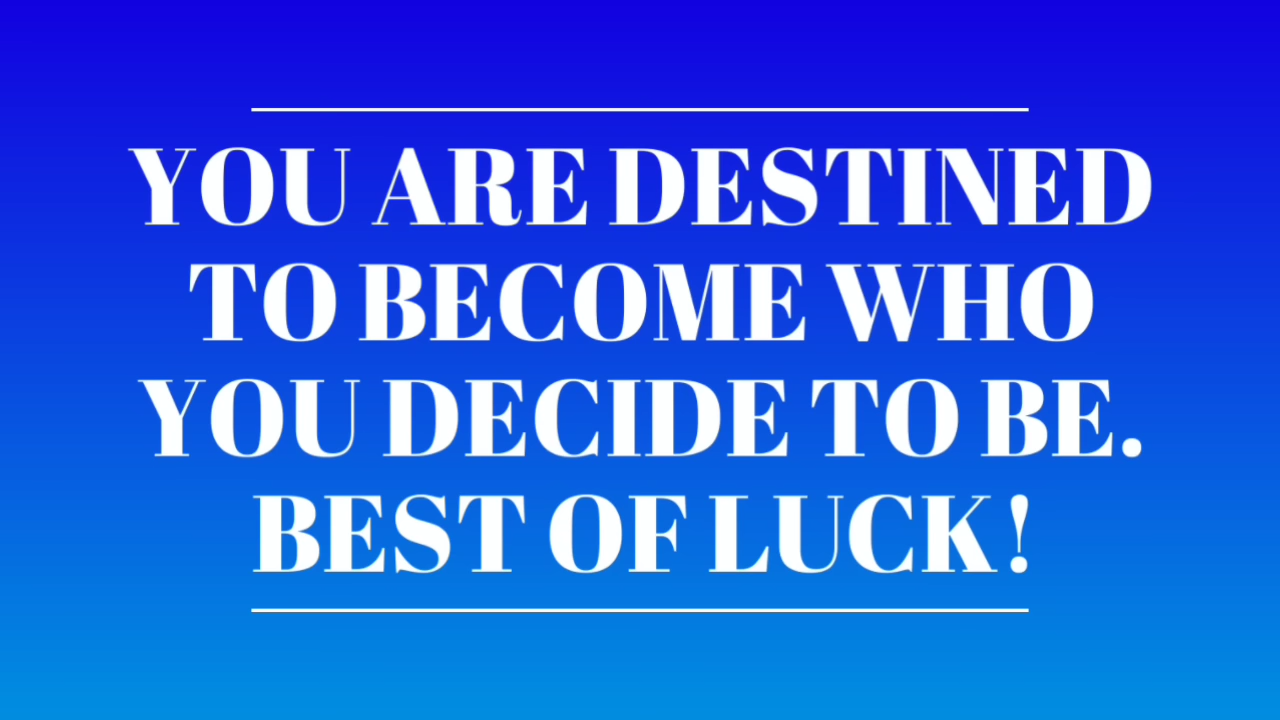 YOU ARE DESTINED
TO BECOME WHO
YOU DECIDE TO BE.
BEST OF LUCK!